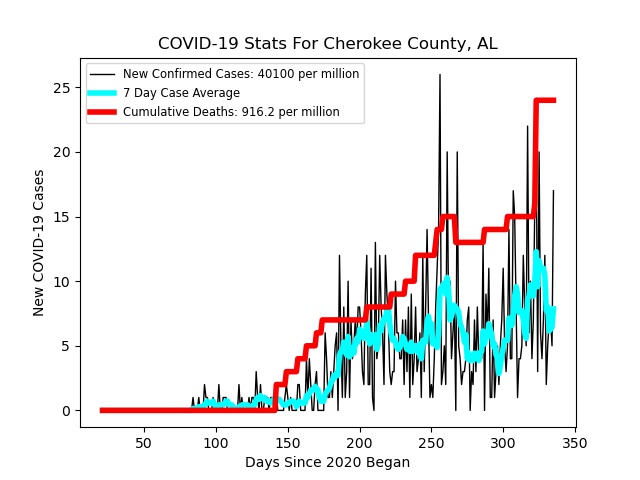 COVID-19 Stats For Cherokee County, AL
New Confirmed Cases: 40100 per million
7 Day Case Average
Cumulative Deaths: 916.2 per million
New COVID-19 Cases
25
20
15
10
5
0
50 100 150 200 250 300 350
Days Since 2020 Began